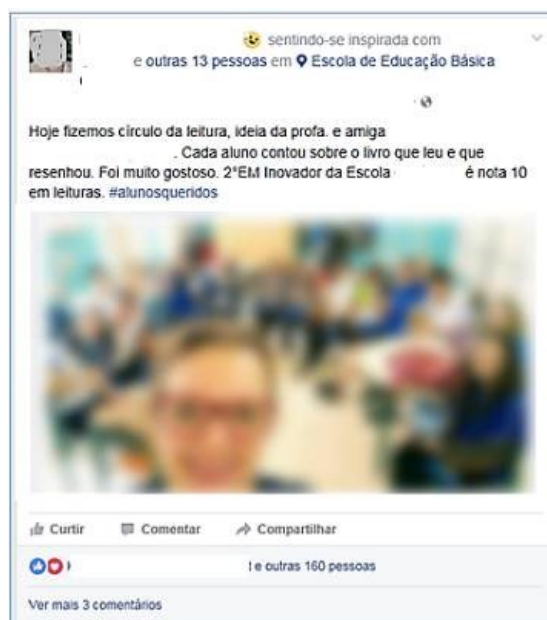 sentindo-se inspirada com
e outras 13 pessoas em Escola de Educação Básica
Hoje fizemos círculo da leitura, ideia da profa. e amiga
. Cada aluno contou sobre o livro que leu e que
resenhou. Foi muito gostoso. 2°EM Inovador da Escola é nota 10
em leituras. #alunosqueridos
Curtir Comentar Compartilhar
e outras 160 pessoas
Ver mais 3 comentários